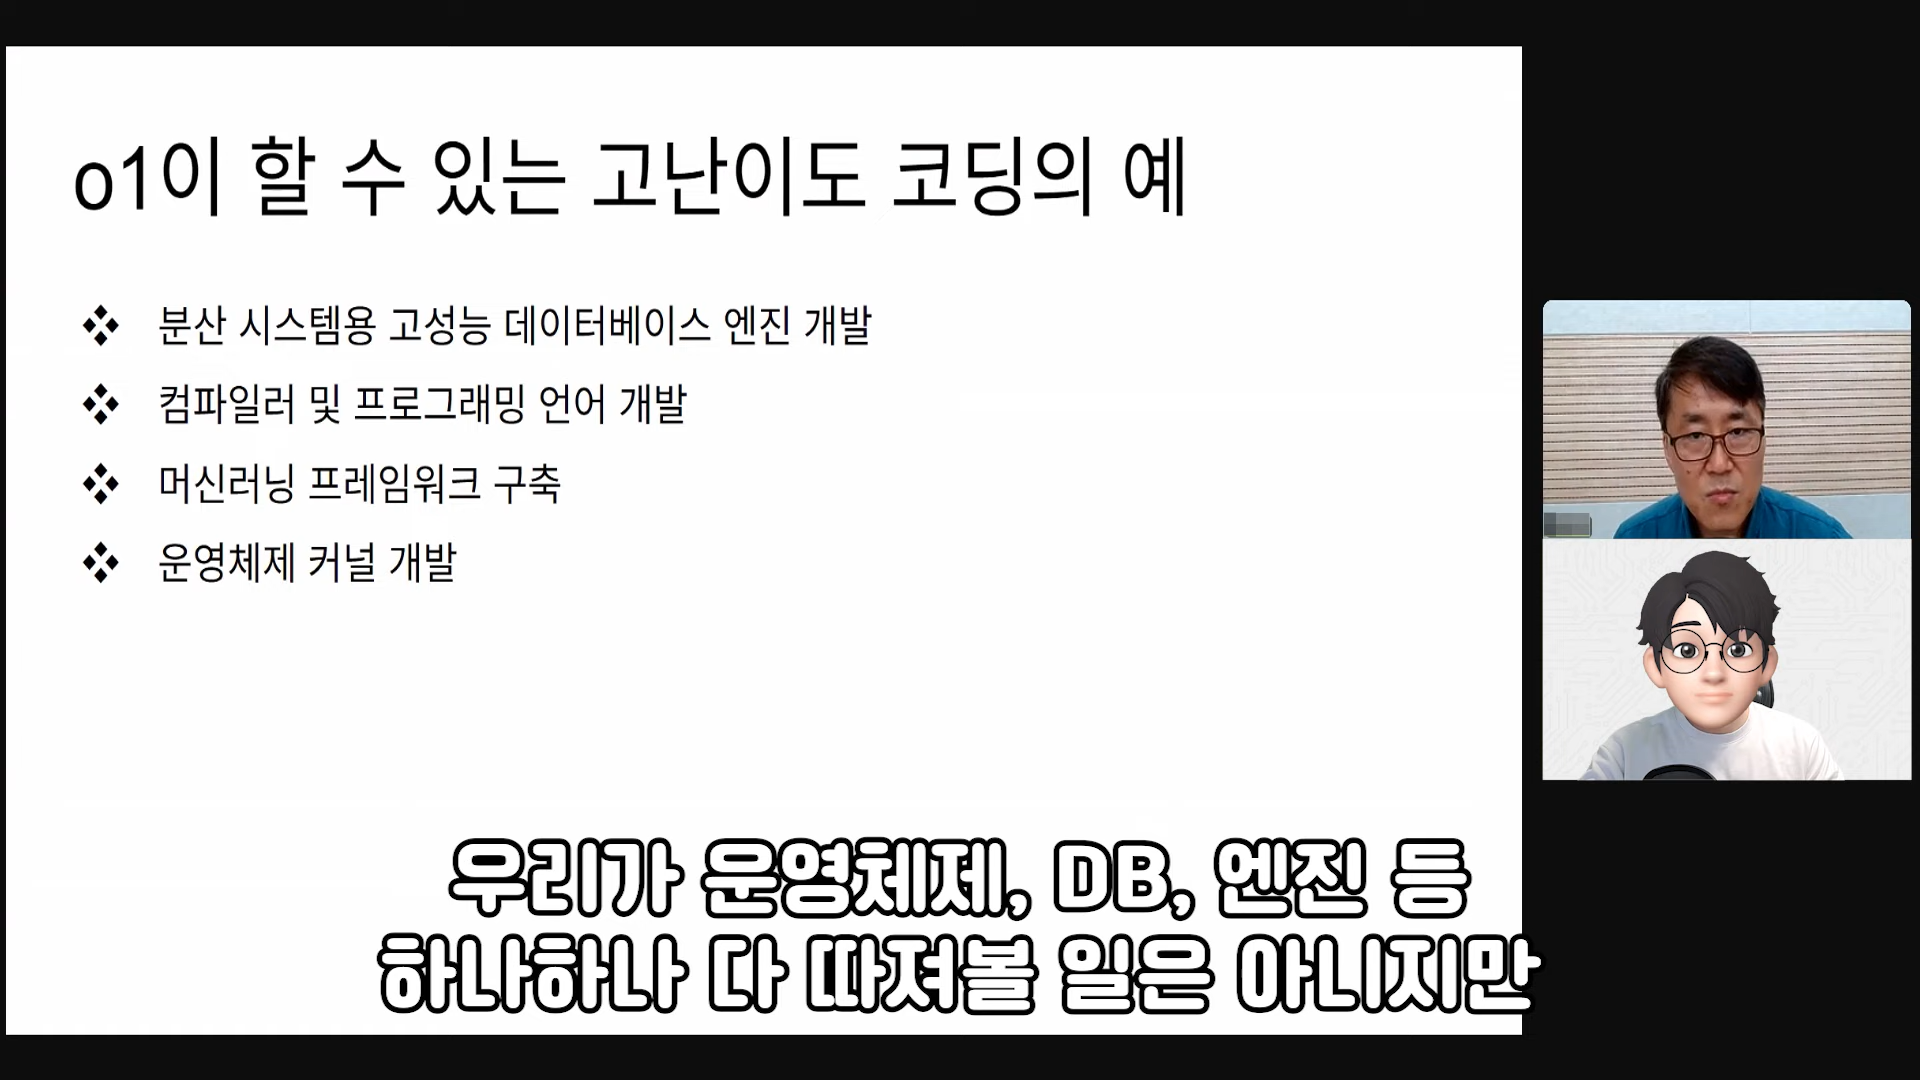 o1이 할 수 있는 고난이도 코딩의 예
❖ 분산 시스템용 고성능 데이터베이스 엔진 개발
❖ 컴파일러 및 프로그래밍 언어 개발
❖ 머신러닝 프레임워크 구축
❖ 운영체제 커널 개발
우리가 운영체제, DB, 엔진 등
하나하나 다 따져볼 일은 아니지만